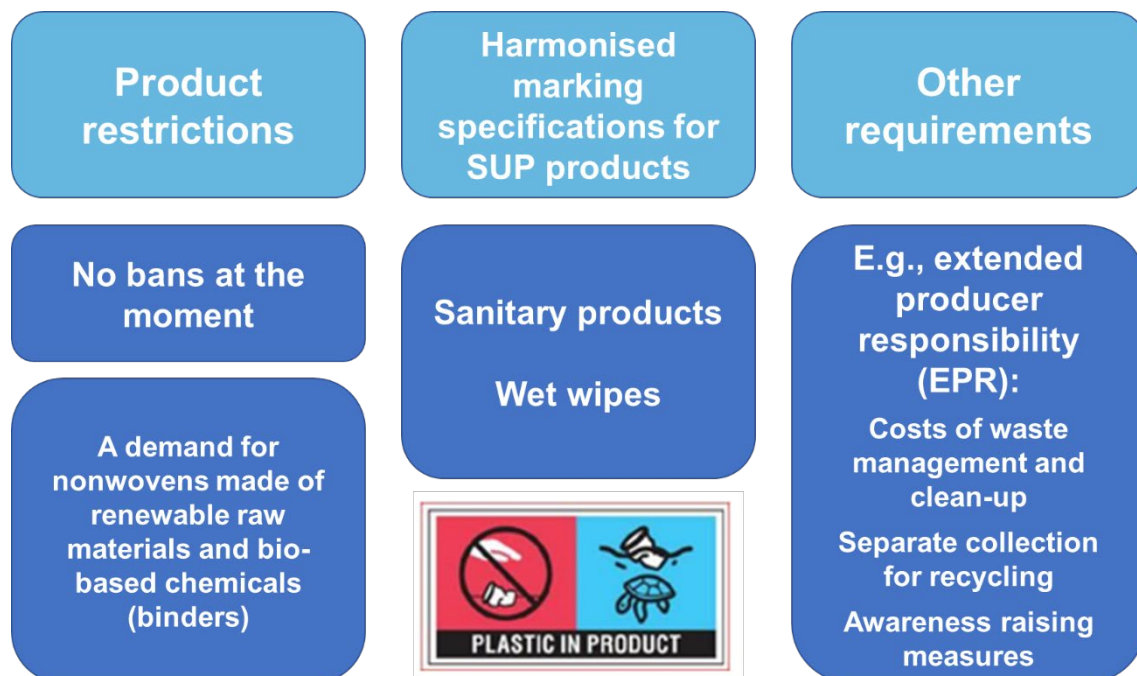 Product
restrictions
No bans at the
moment
A demand for
nonwovens made of
renewable raw
materials and bio-
based chemicals
(binders)
Harmonised
marking
specifications for
SUP products
Sanitary products
Wet wipes
PLASTIC IN PRODUCT
Other
requirements
E.g., extended
producer
responsibility
(EPR):
Costs of waste
management and
clean-up
Separate collection
for recycling
Awareness raising
measures